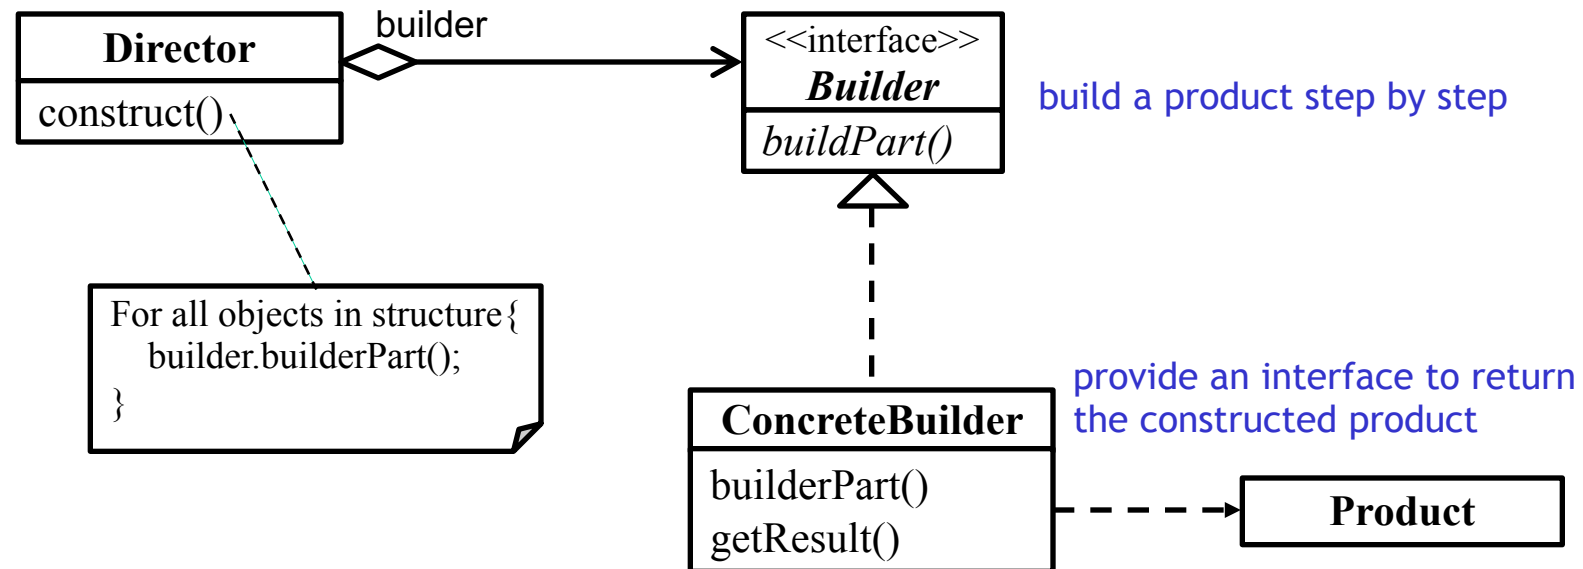 Director
construct()
builder
<<interface>>
Builder
buildPart()
build a product step by step
For all objects in structure{
builder.builderPart();
}
ConcreteBuilder
builderPart()
getResult()
provide an interface to return
the constructed product
Product